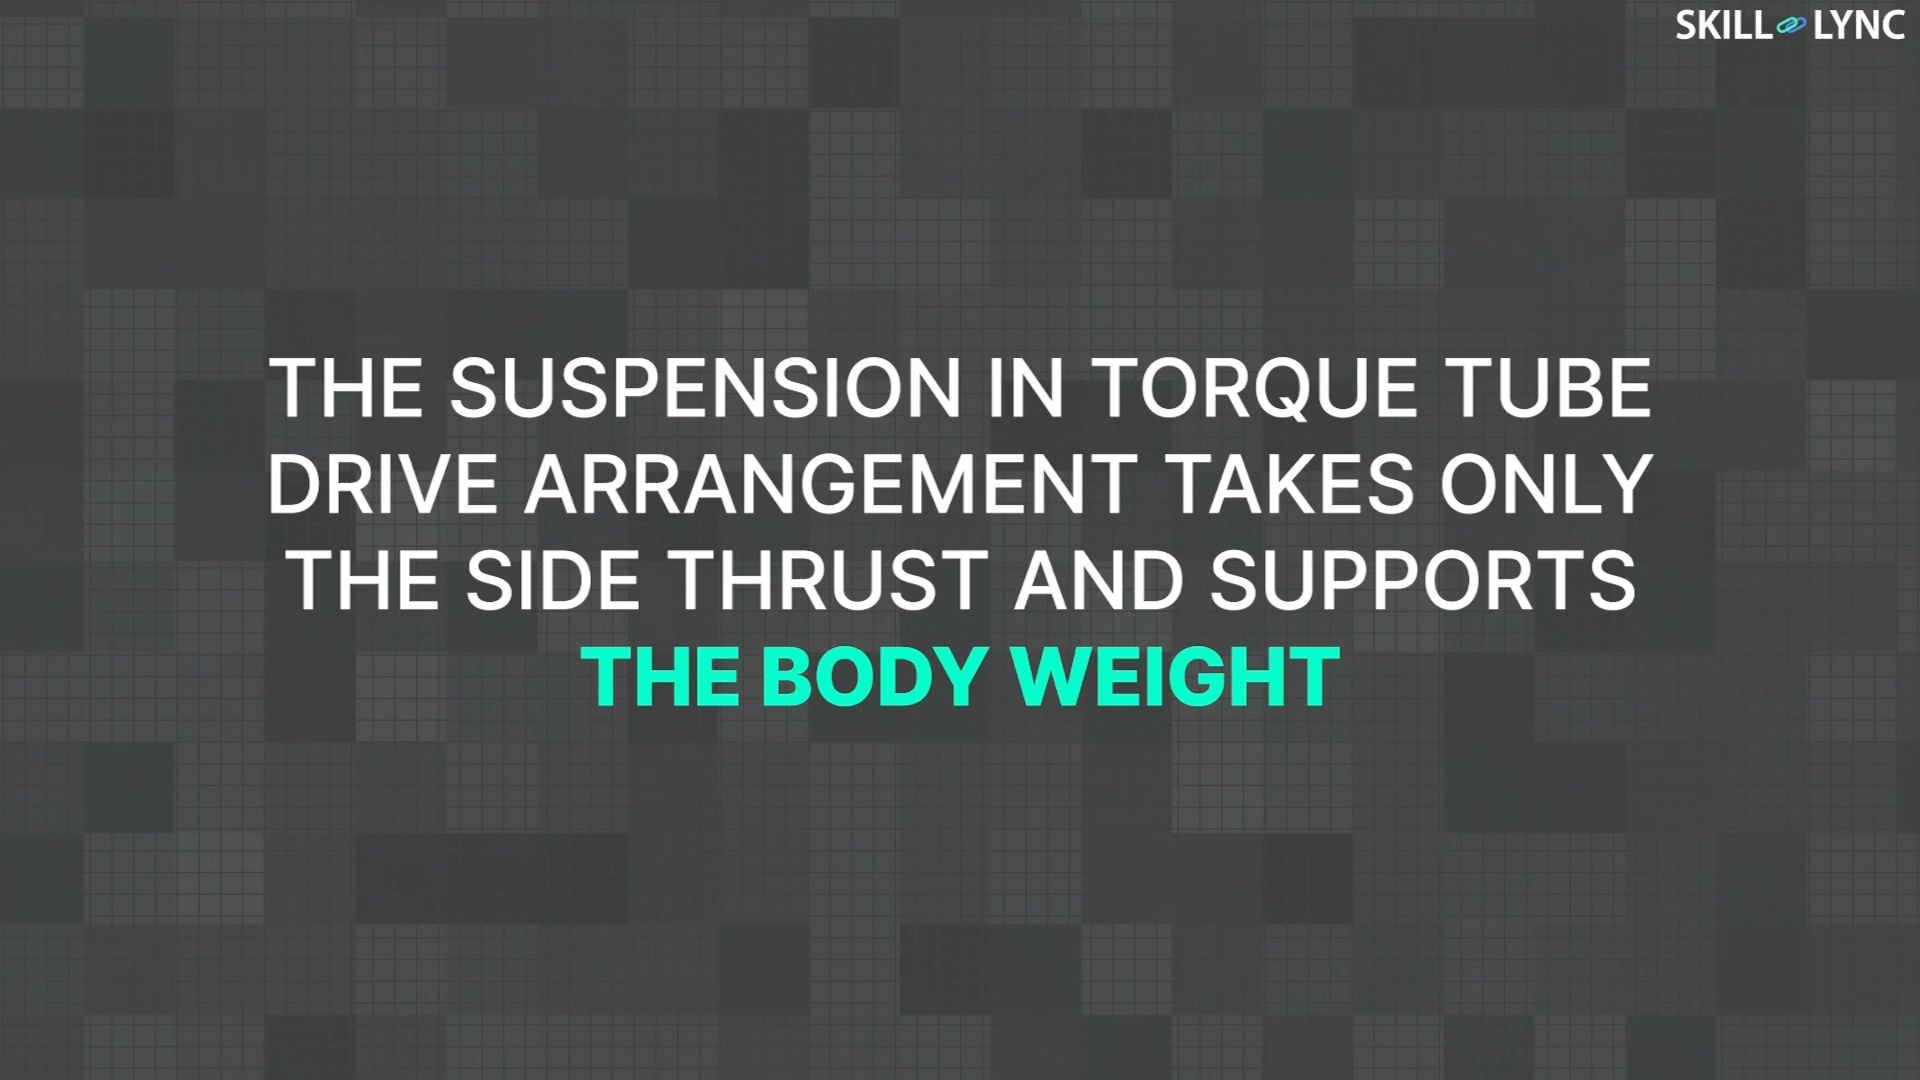 SKILL LYNC
THE SUSPENSION IN TORQUE TUBE
DRIVE ARRANGEMENT TAKES ONLY
THE SIDE THRUST AND SUPPORTS
THE BODY WEIGHT